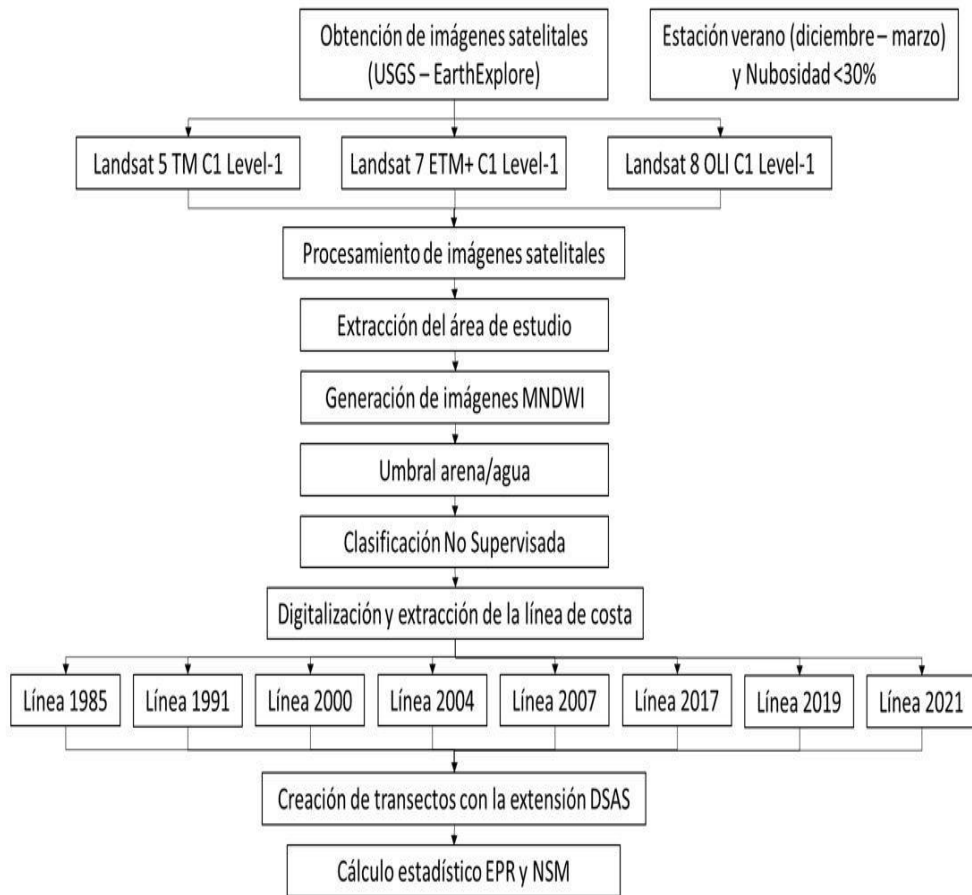 Obtención de imágenes satelitales
(USGS – EarthExplore)
Estación verano (diciembre – marzo)
y Nubosidad <30%
Landsat 5 TM C1 Level-1
Landsat 7 ETM+ C1 Level-1
Landsat 8 OLI C1 Level-1
Procesamiento de imágenes satelitales
Extracción del área de estudio
Generación de imágenes MNDWI
Umbral arena/agua
Clasificación No Supervisada
Digitalización y extracción de la línea de costa
Línea 1985
Línea 1991
Línea 2000
Línea 2004
Línea 2007
Línea 2017
Línea 2019
Línea 2021
Creación de transectos con la extensión DSAS
Cálculo estadístico EPR y NSM